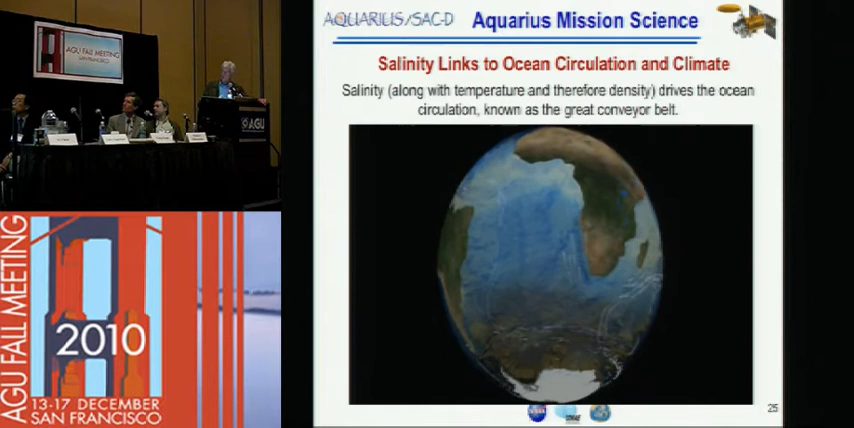 AGU FALL MEETING
SAN FRANCISCO
AGU
AGU FALL MEETING
2010
13-17 DECEMBER
SAN FRANCISCO
AQUARIUS/SAC-D
Aquarius Mission Science
Salinity Links to Ocean Circulation and Climate
Salinity (along with temperature and therefore density) drives the ocean
circulation, known as the great conveyor belt.
NASA
CONAE
25